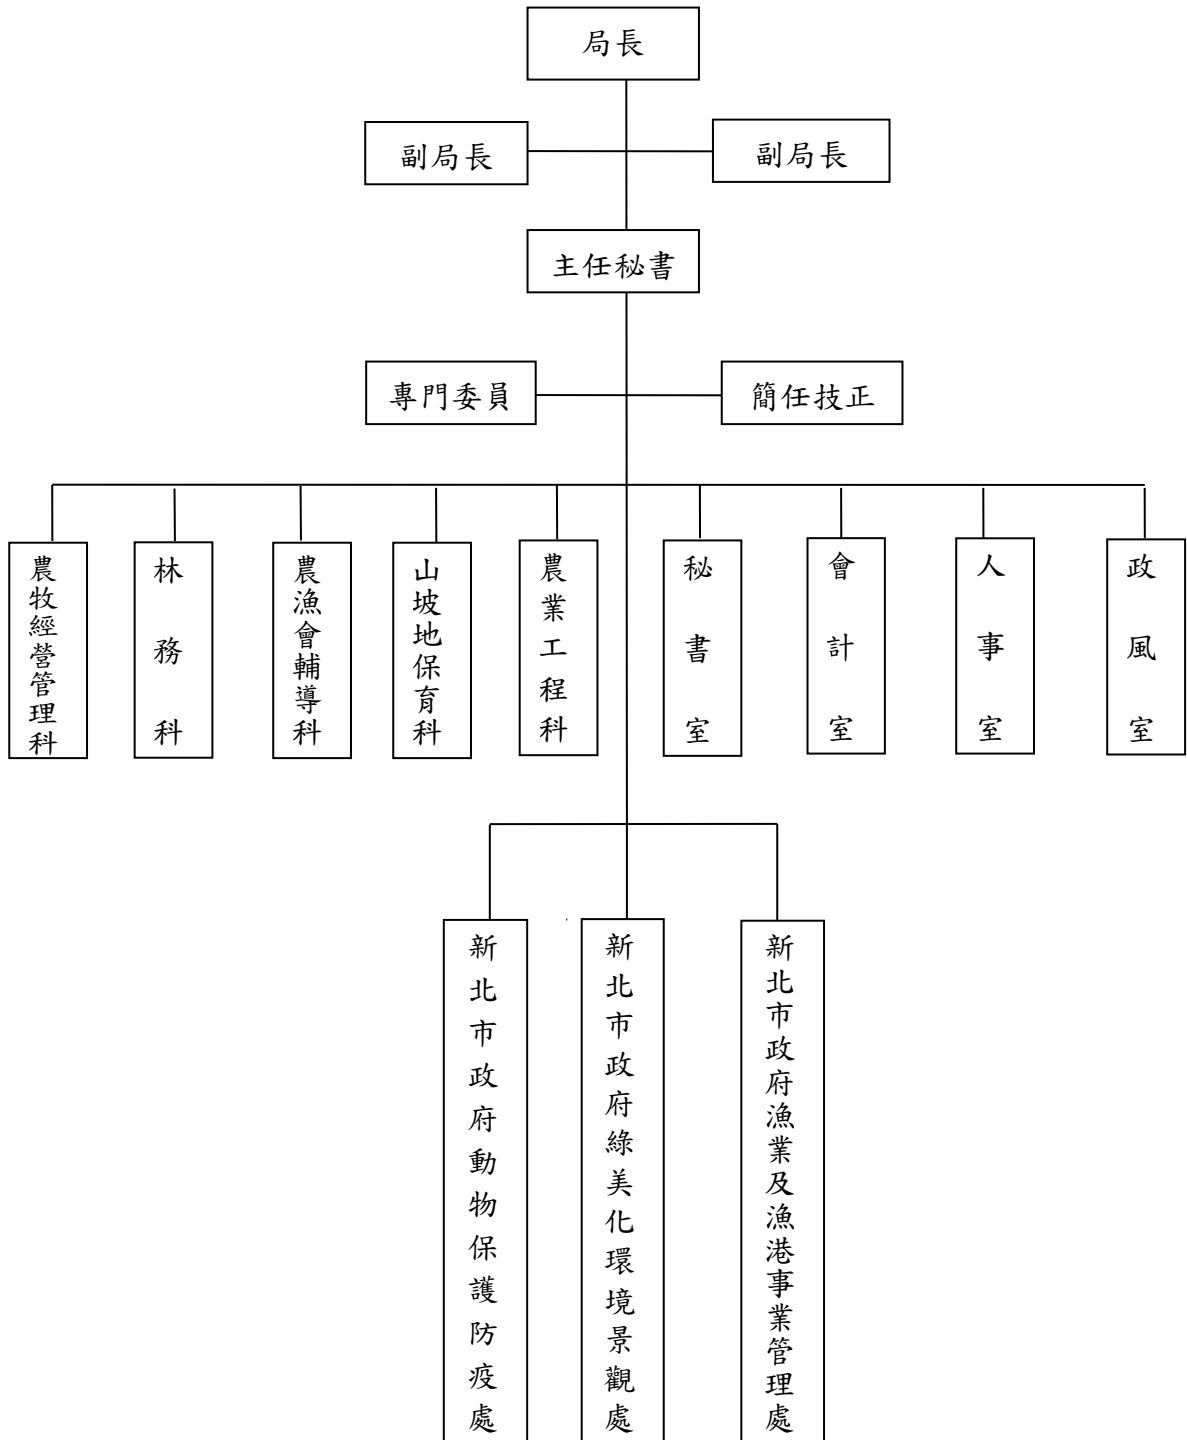 局長
副局長
副局長
主任秘書
專門委員
簡任技正
農牧經營管理科
林務科
農漁會輔導科
山坡地保育科
農業工程科
秘書室
會計室
人事室
政風室
新北市政府動物保護防疫處
新北市政府綠美化環境景觀處
新北市政府漁業及漁港事業管理處